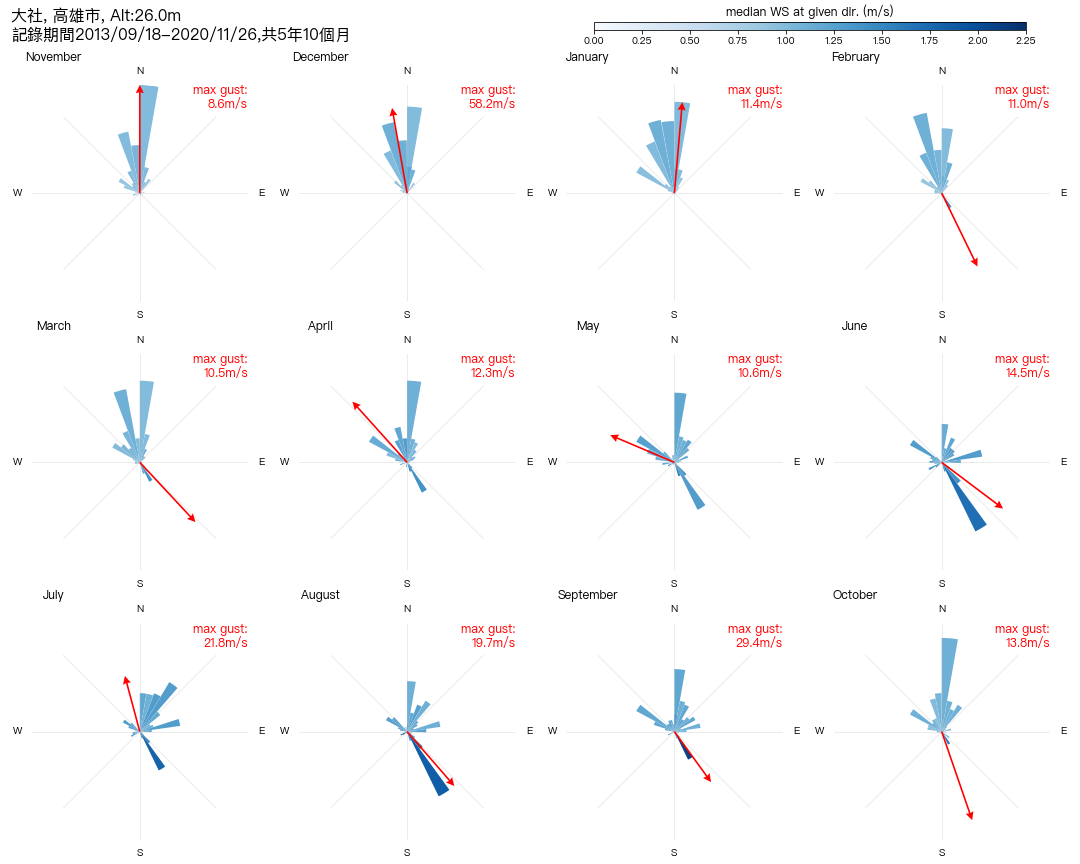 大社, 高雄市, Alt:26.0m
記錄期間2013/09/18–2020/11/26,共5年10個月
median WS at given dir. (m/s)
0.00 0.25 0.50 0.75 1.00 1.25 1.50 1.75 2.00 2.25
November
N
max gust:
8.6m/s
W
E
S
December
N
max gust:
58.2m/s
W
E
S
January
N
max gust:
11.4m/s
W
E
S
February
N
max gust:
11.0m/s
W
E
S
March
N
max gust:
10.5m/s
W
E
S
April
N
max gust:
12.3m/s
W
E
S
May
N
max gust:
10.6m/s
W
E
S
June
N
max gust:
14.5m/s
W
E
S
July
N
max gust:
21.8m/s
W
E
S
August
N
max gust:
19.7m/s
W
E
S
September
N
max gust:
29.4m/s
W
E
S
October
N
max gust:
13.8m/s
W
E
S